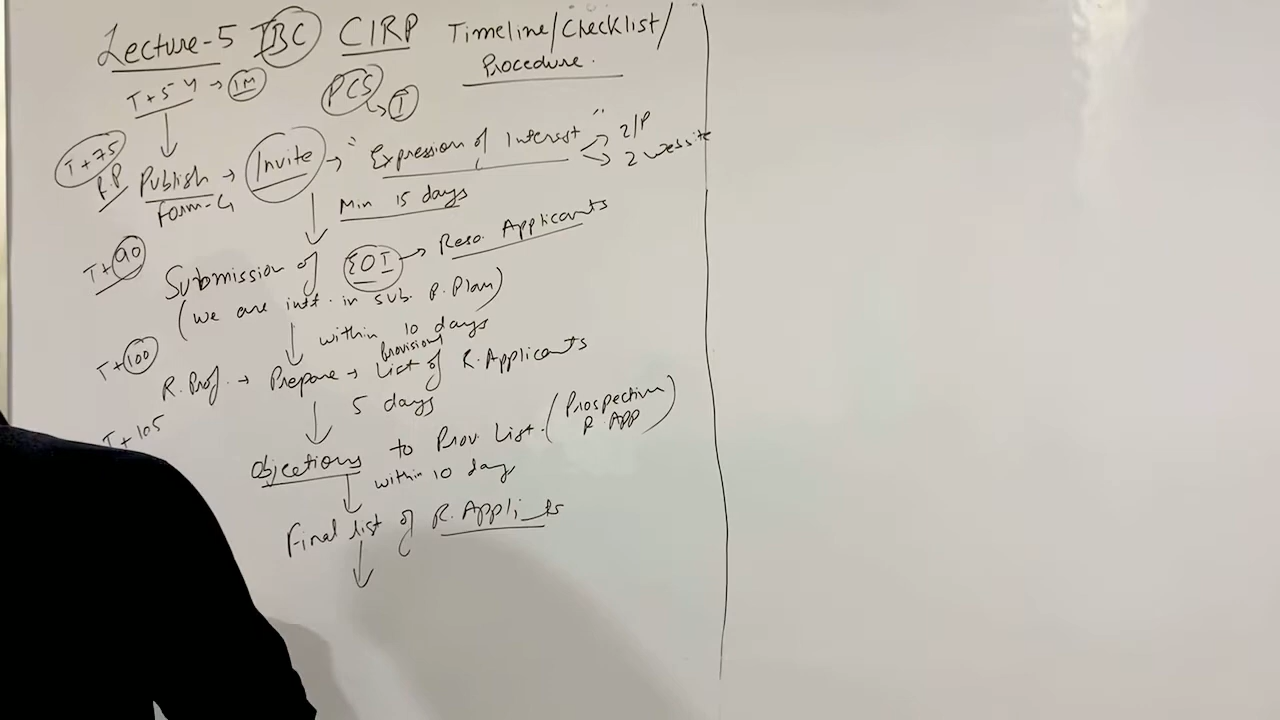 Lecture-5 IBC CIRP Timeline/Checklist/
Procedure.
T+54 → IM
PCS → I
T+75
R.P Publish → Invite → "Expression of Interest" 2/P
2 website
Form-G
Min 15 days
T+90
Submission of EOI → Reso. Applicants
(we are intt. in sub. R. Plan)
within 10 days
T+100
R. Prof. → Prepare → Provisional List of R. Applicants
5 days
T+105
Objections to Prov. List. (Prospective R. APP)
within 10 day
Final list of R. Applints